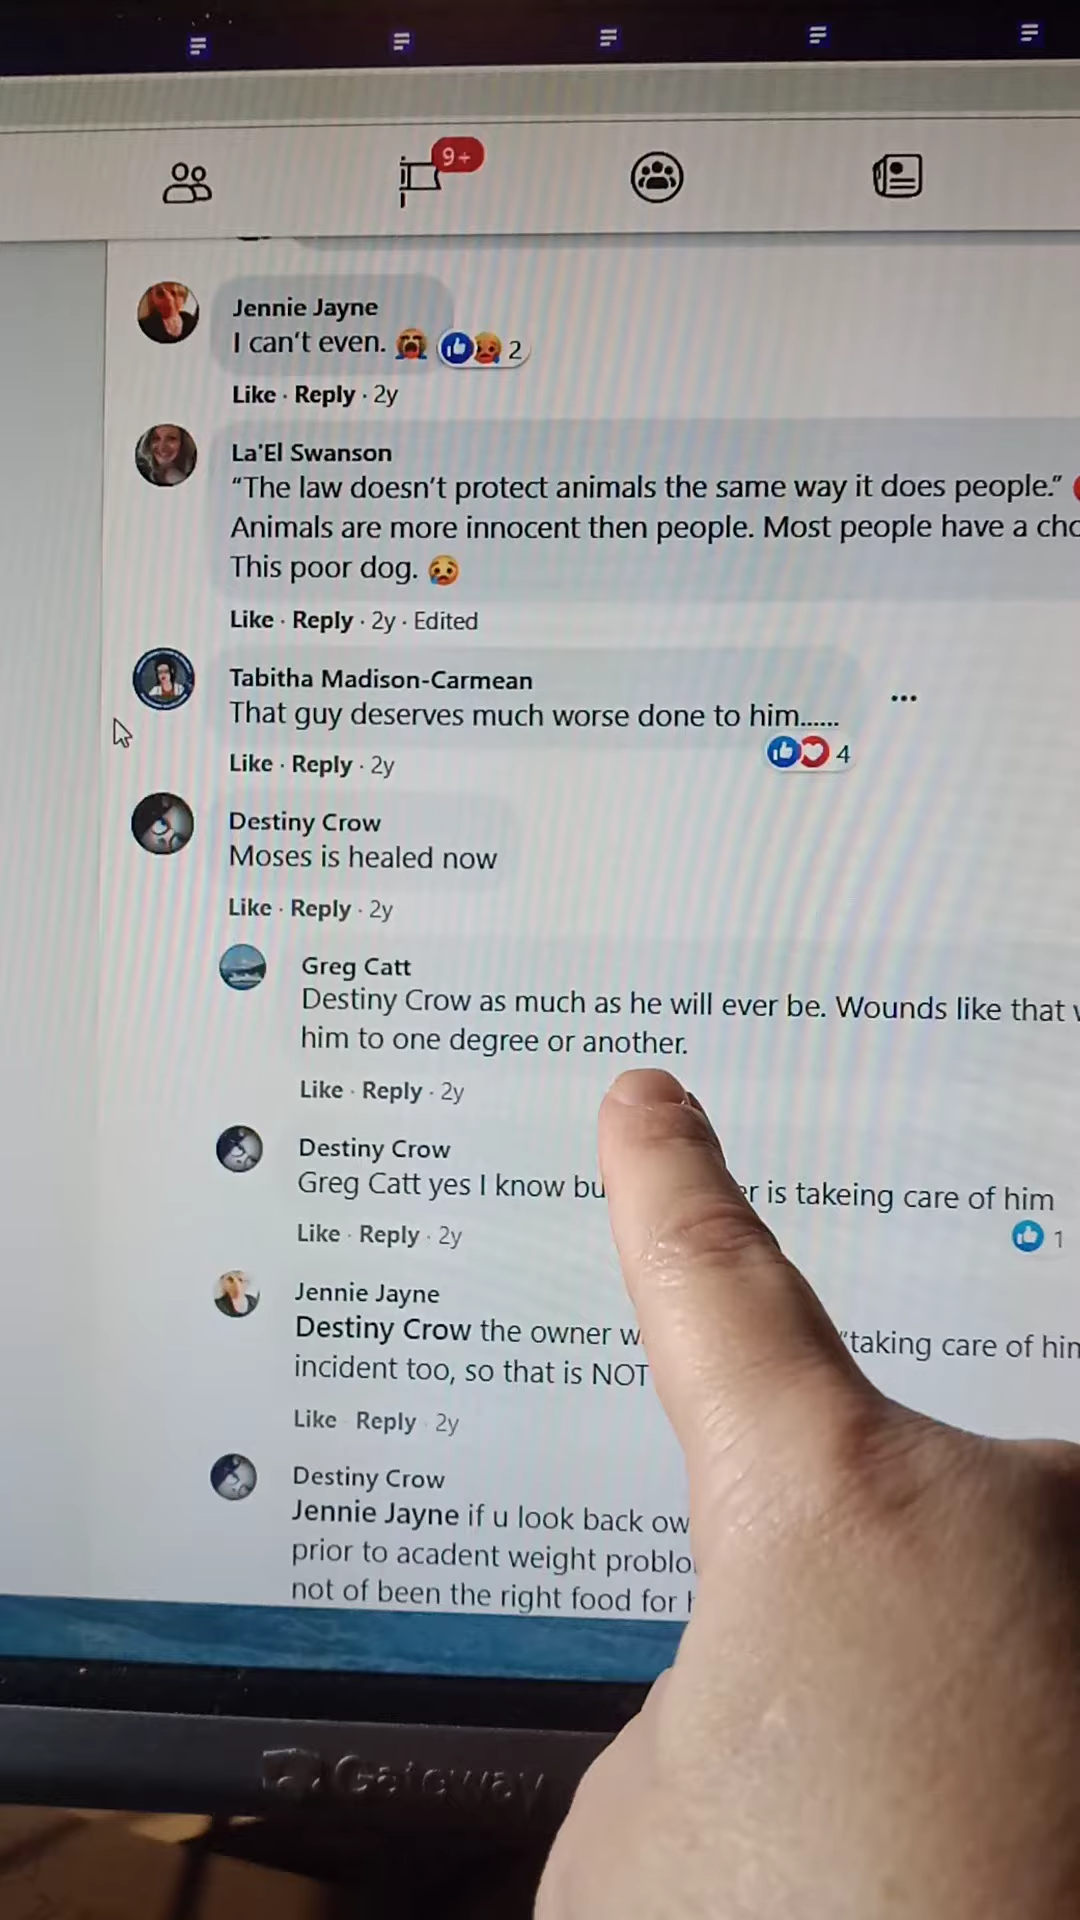 9+
Jennie Jayne
I can't even. 😭 2
Like · Reply · 2y
La'El Swanson
“The law doesn't protect animals the same way it does people.”
Animals are more innocent then people. Most people have a
This poor dog. 😢
Like · Reply · 2y · Edited
Tabitha Madison-Carmean
That guy deserves much worse done to him......
4
Like · Reply · 2y
Destiny Crow
Moses is healed now
Like · Reply · 2y
Greg Catt
Destiny Crow as much as he will ever be. Wounds like that
him to one degree or another.
Like · Reply · 2y
Destiny Crow
Greg Catt yes I know is takeing care of him
1
Like · Reply · 2y
Jennie Jayne
Destiny Crow the owner “taking care of
incident too, so that is NOT
Like · Reply · 2y
Destiny Crow
Jennie Jayne if u look back
prior to acadent weight
not of been the right food for
Gateway